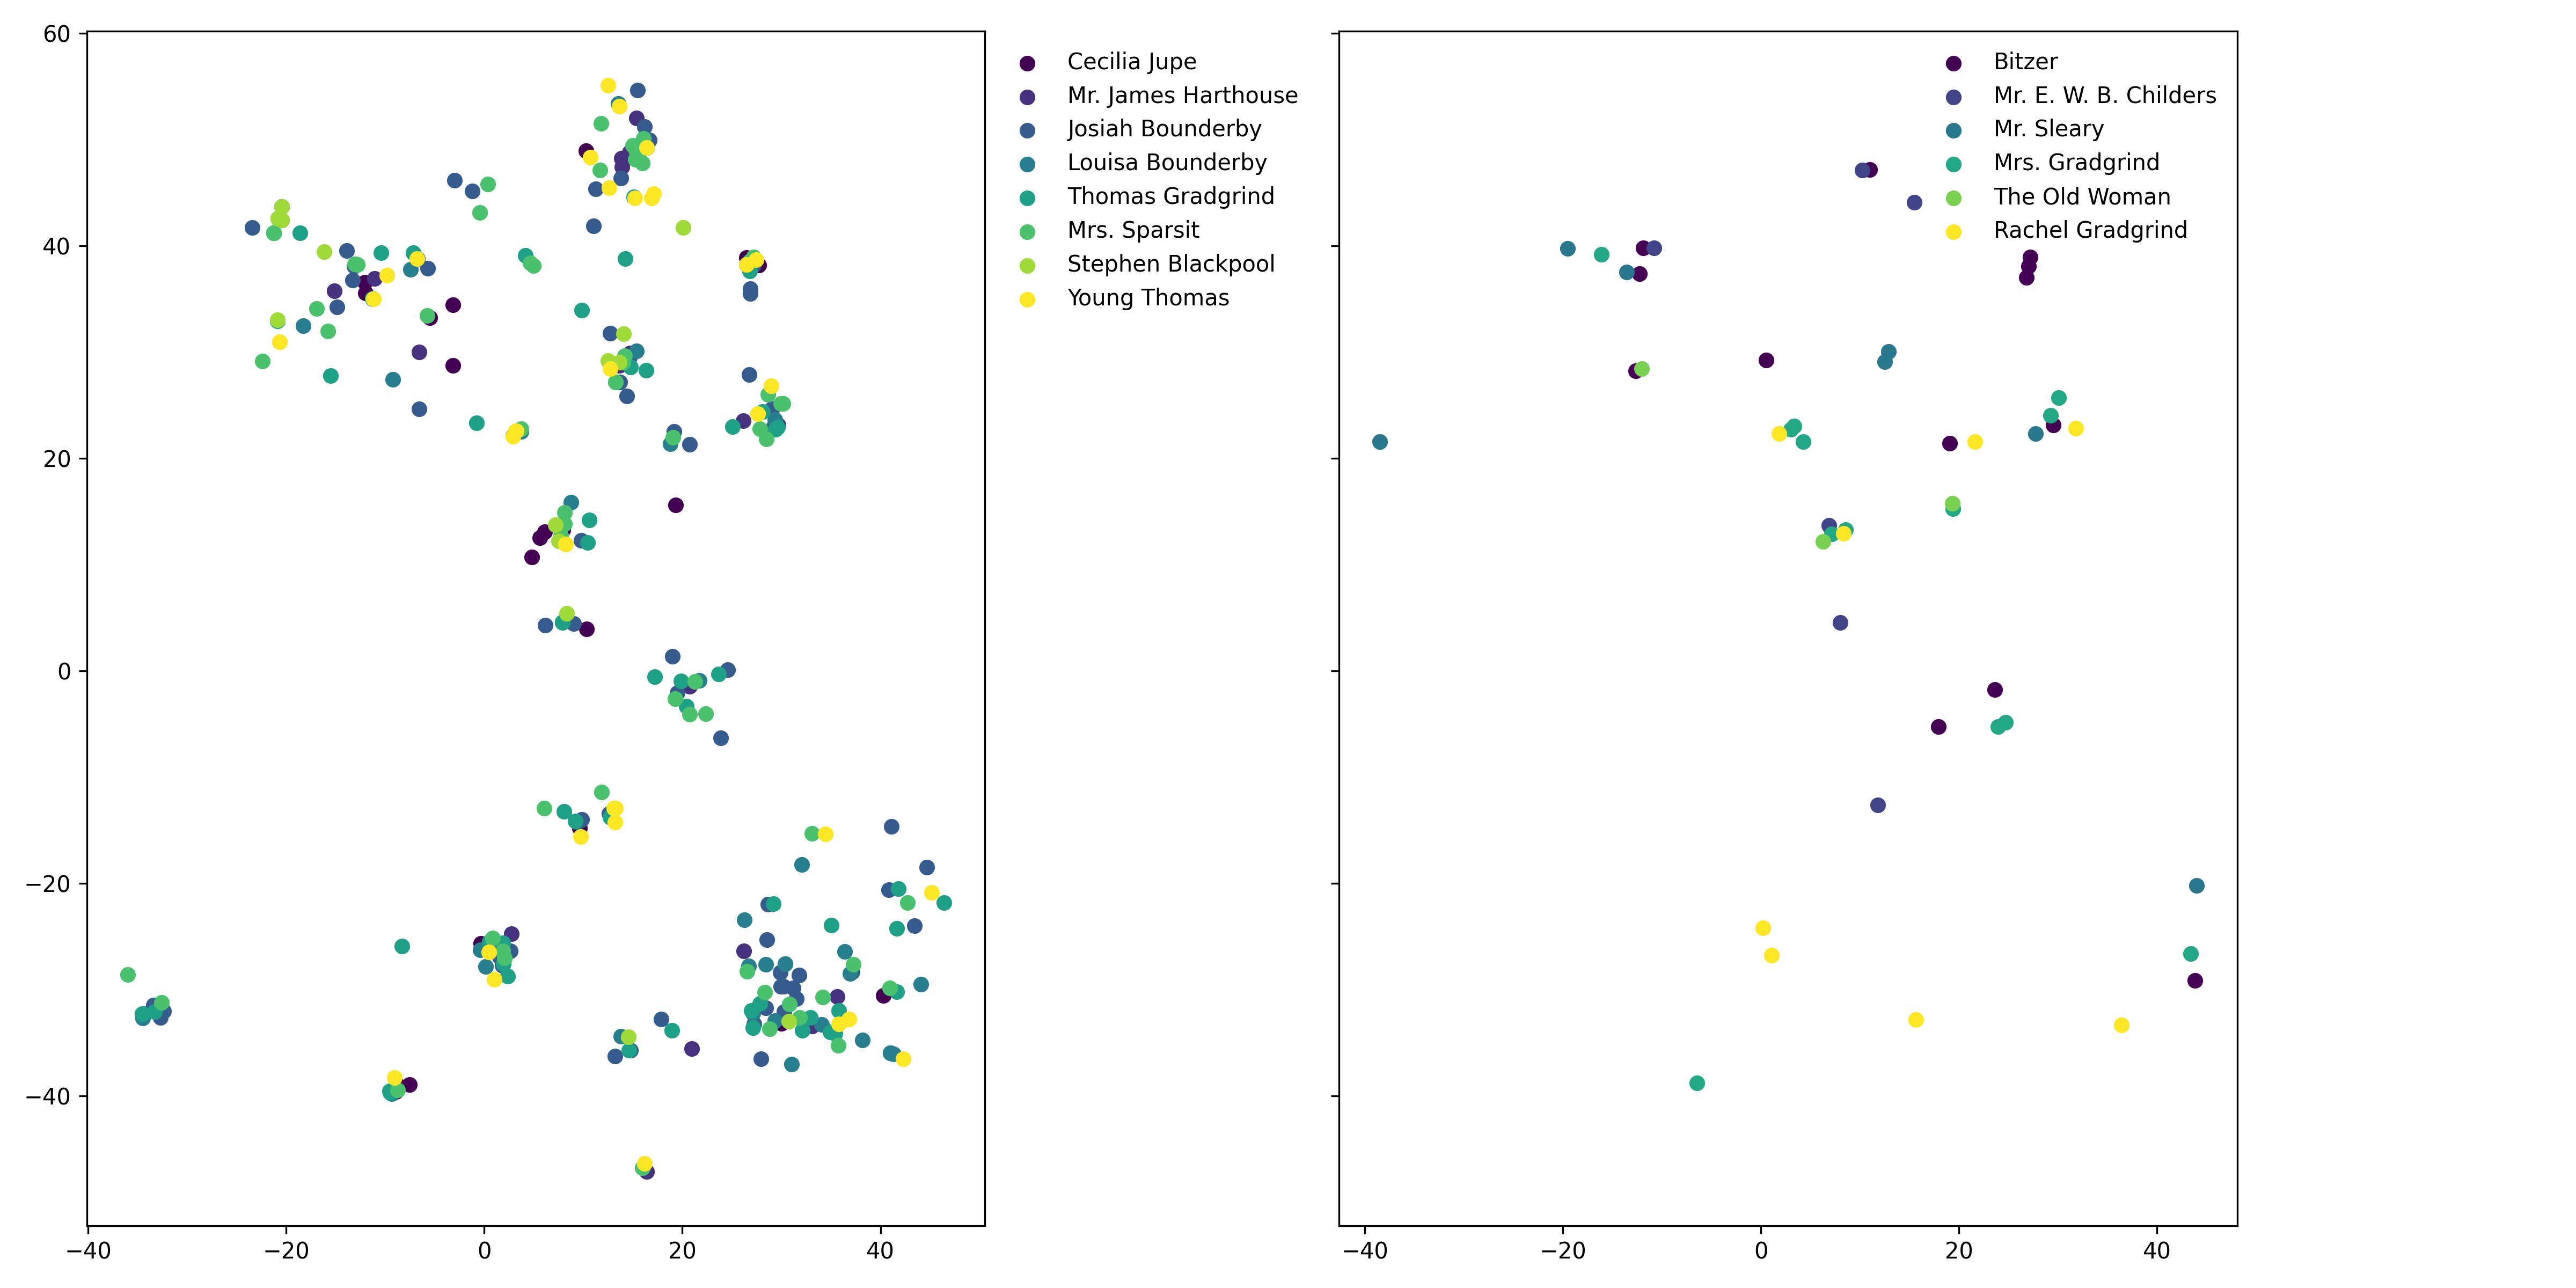 60
40
20
0
−20
−40
−40
−20
0
20
40
Cecilia Jupe
Mr. James Harthouse
Josiah Bounderby
Louisa Bounderby
Thomas Gradgrind
Mrs. Sparsit
Stephen Blackpool
Young Thomas
Bitzer
Mr. E. W. B. Childers
Mr. Sleary
Mrs. Gradgrind
The Old Woman
Rachel Gradgrind
−40
−20
0
20
40